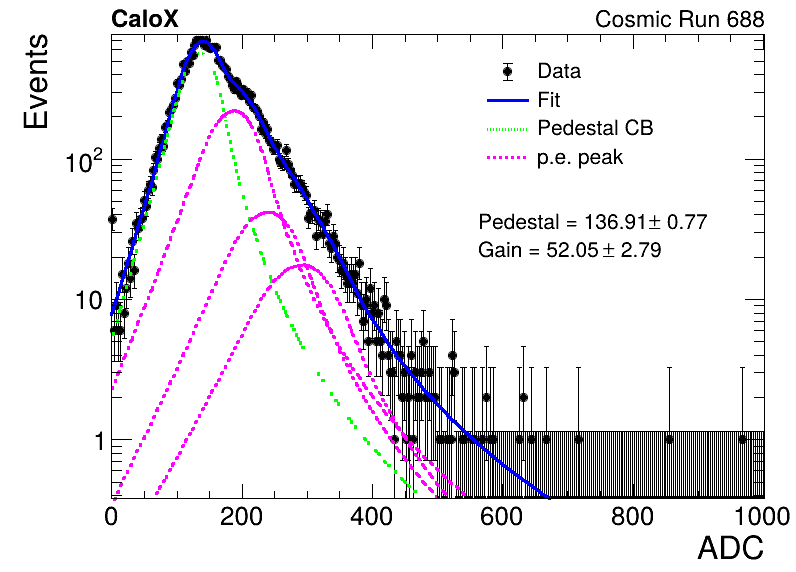 CaloX Cosmic Run 688
Events
Data
Fit
Pedestal CB
p.e. peak
Pedestal = 136.91± 0.77
Gain = 52.05 ± 2.79
10²
10
1
0 200 400 600 800 1000
ADC